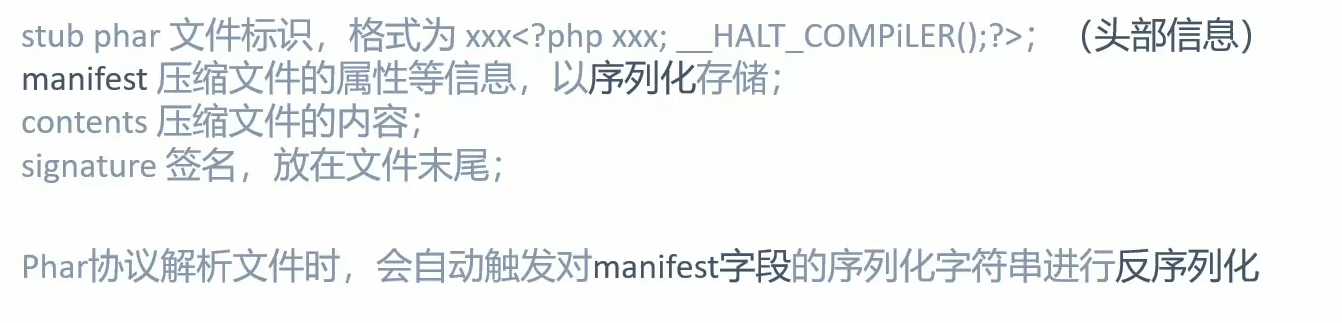 stub phar 文件标识，格式为 xxx<?php xxx; __HALT_COMPiLER();?>；（头部信息）
manifest 压缩文件的属性等信息，以序列化存储；
contents 压缩文件的内容；
signature 签名，放在文件末尾；
Phar协议解析文件时，会自动触发对manifest字段的序列化字符串进行反序列化